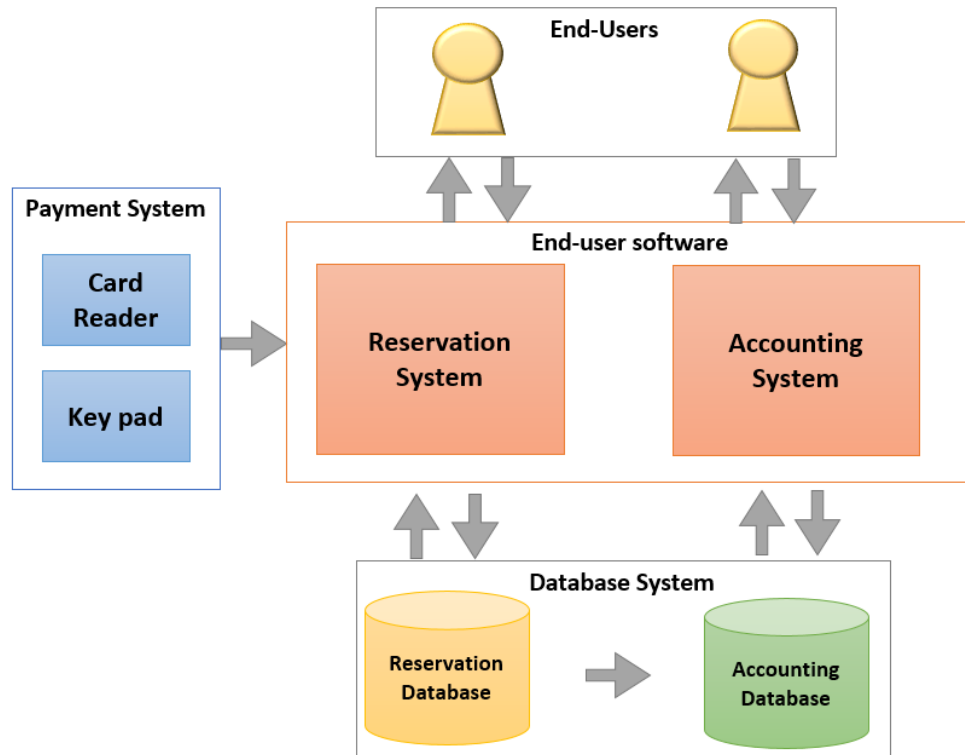 End-Users
Payment System
Card
Reader
Key pad
End-user software
Reservation
System
Accounting
System
Database System
Reservation
Database
Accounting
Database